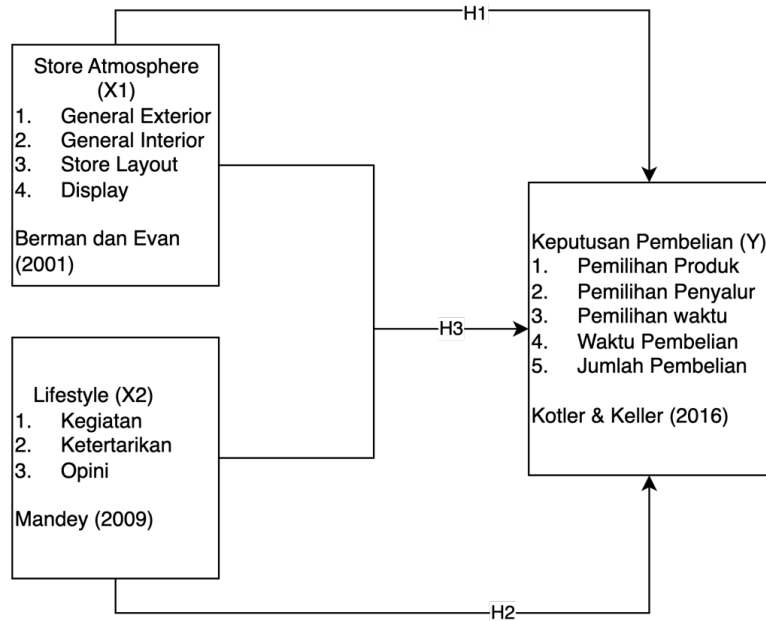 H1
Store Atmosphere
(X1)
1. General Exterior
2. General Interior
3. Store Layout
4. Display
Berman dan Evan
(2001)
Keputusan Pembelian (Y)
1. Pemilihan Produk
2. Pemilihan Penyalur
3. Pemilihan waktu
4. Waktu Pembelian
5. Jumlah Pembelian
Kotler & Keller (2016)
H3
Lifestyle (X2)
1. Kegiatan
2. Ketertarikan
3. Opini
Mandey (2009)
H2